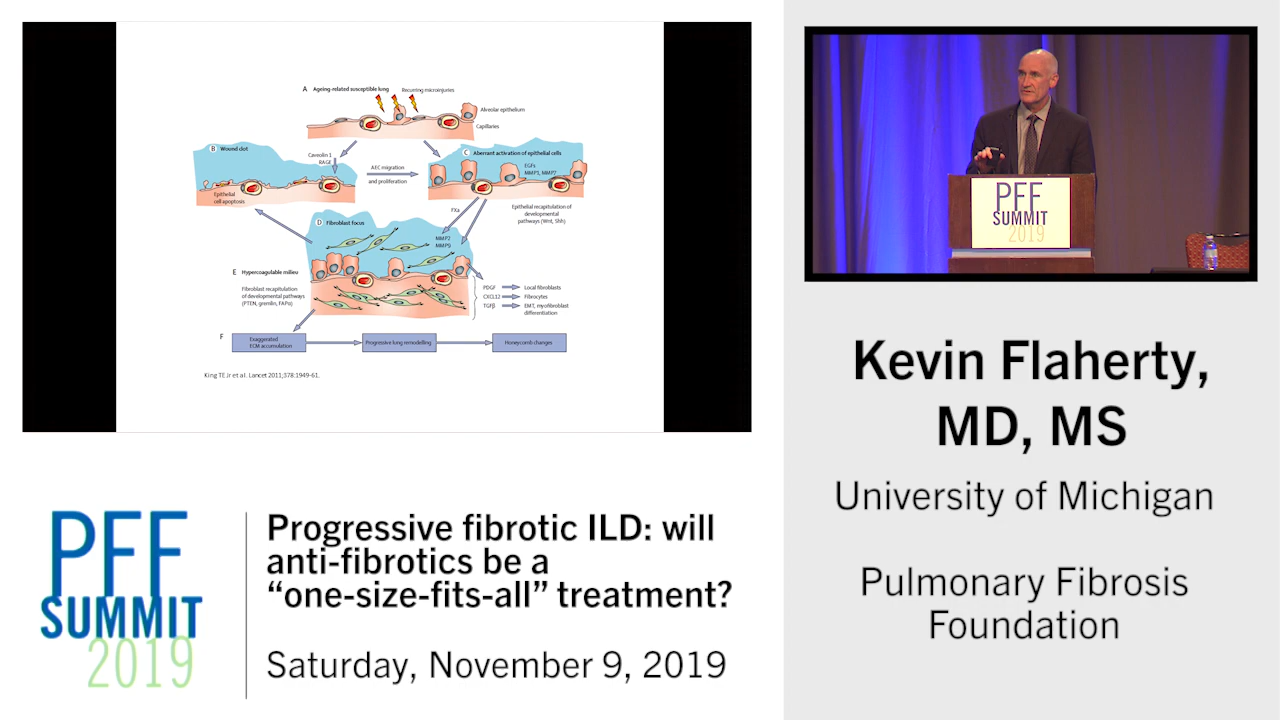 A Ageing-related susceptible lung
Recurring microinjuries
Alveolar epithelium
Capillaries
B Wound clot
Caveolin 1
RAGE
AEC migration
and proliferation
C Aberrant activation of epithelial cells
EGFs
MMP1, MMP7
Epithelial
cell apoptosis
FXa
Epithelial recapitulation of
developmental
pathways (Wnt, Shh)
D Fibroblast focus
MMP2
MMP9
E Hypercoagulable milieu
Fibroblast recapitulation
of developmental pathways
(PTEN, gremlin, FAPα)
PDGF
Local fibroblasts
CXCL12
Fibrocytes
TGFβ
EMT, myofibroblast
differentiation
F
Exaggerated
ECM accumulation
Progressive lung remodelling
Honeycomb changes
King TE Jr et al. Lancet 2011;378:1949-61.
PFF
SUMMIT
2019
Kevin Flaherty,
MD, MS
University of Michigan
Pulmonary Fibrosis
Foundation
PFF
SUMMIT
2019
Progressive fibrotic ILD: will
anti-fibrotics be a
“one-size-fits-all” treatment?
Saturday, November 9, 2019